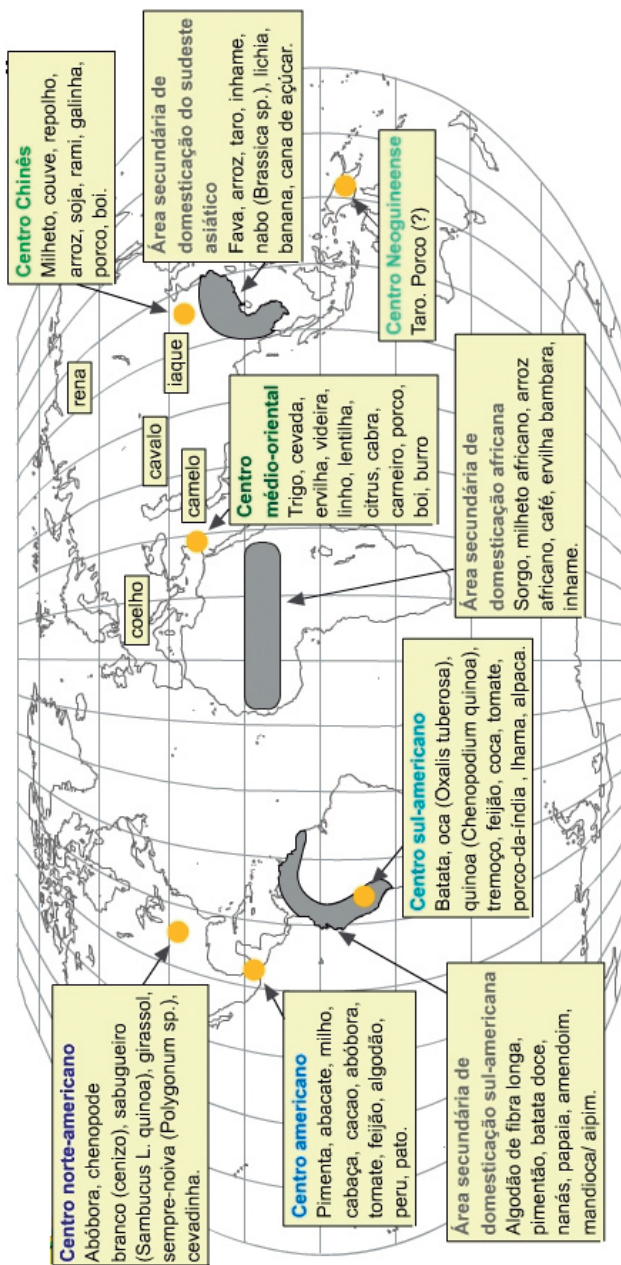 Centro norte-americano
Abóbora, chenopode
branco (cenizo), sabugueiro
(Sambucus L. quinoa), girassol,
sempre-noiva (Polygonum sp.),
cevadinha.
Centro americano
Pimenta, abacate, milho,
cabaça, cacao, abóbora,
tomate, feijão, algodão,
peru, pato.
Área secundária de
domesticação sul-americana
Algodão de fibra longa,
pimentão, batata doce,
nanás, papaia, amendoim,
mandioca/ aipim.
Centro sul-americano
Batata, oca (Oxalis tuberosa),
quinoa (Chenopodium quinoa),
tremoço, feijão, coca, tomate,
porco-da-índia , lhama, alpaca.
coelho
camelo
cavalo
rena
iaque
Centro
médio-oriental
Trigo, cevada,
ervilha, videira,
linho, lentilha,
citrus, cabra,
carneiro, porco,
boi, burro
Área secundária de
domesticação africana
Sorgo, milheto africano, arroz
africano, café, ervilha bambara,
inhame.
Centro Chinês
Milheto, couve, repolho,
arroz, soja, rami, galinha,
porco, boi.
Área secundária de
domesticação do sudeste
asiático
Fava, arroz, taro, inhame,
nabo (Brassica sp.), lichia,
banana, cana de açúcar.
Centro Neoguineense
Taro. Porco (?)